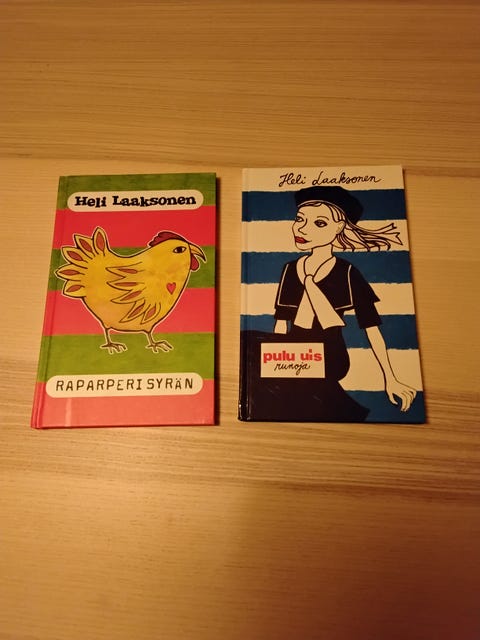 Heli Laaksonen
RAPARPERISYRÄN
Heli Laaksonen
pulu uis
runoja